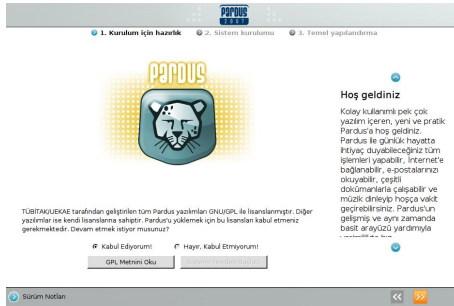 PARDUS
2007
1. Kurulum için hazırlık
2. Sistem kurulumu
3. Temel yapılandırma
PARDUS
Hoş geldiniz
Kolay kullanımlı pek çok
yazılım içeren, yeni ve pratik
Pardus'a hoş geldiniz.
Pardus ile günlük hayatta
ihtiyaç duyabileceğiniz tüm
işlemleri yapabilir, İnternet'e
bağlanabilir, e-postalarınızı
okuyabilir, çeşitli
dokümanlarla çalışabilir ve
müzik dinleyip hoşça vakit
geçirebilirsiniz. Pardus'un
gelişmiş ve aynı zamanda
basit arayüzü yardımıyla
TÜBİTAK/UEKAE tarafından geliştirilen tüm Pardus yazılımları GNU/GPL ile lisanslanmıştır. Diğer
yazılımlar ise kendi lisanslarına sahiptir. Pardus'u yüklemek için bu lisansları kabul etmeniz
gerekmektedir. Devam etmek istiyor musunuz?
Kabul Ediyorum!
Hayır, Kabul Etmiyorum!
GPL Metnini Oku
Sürüm Notları